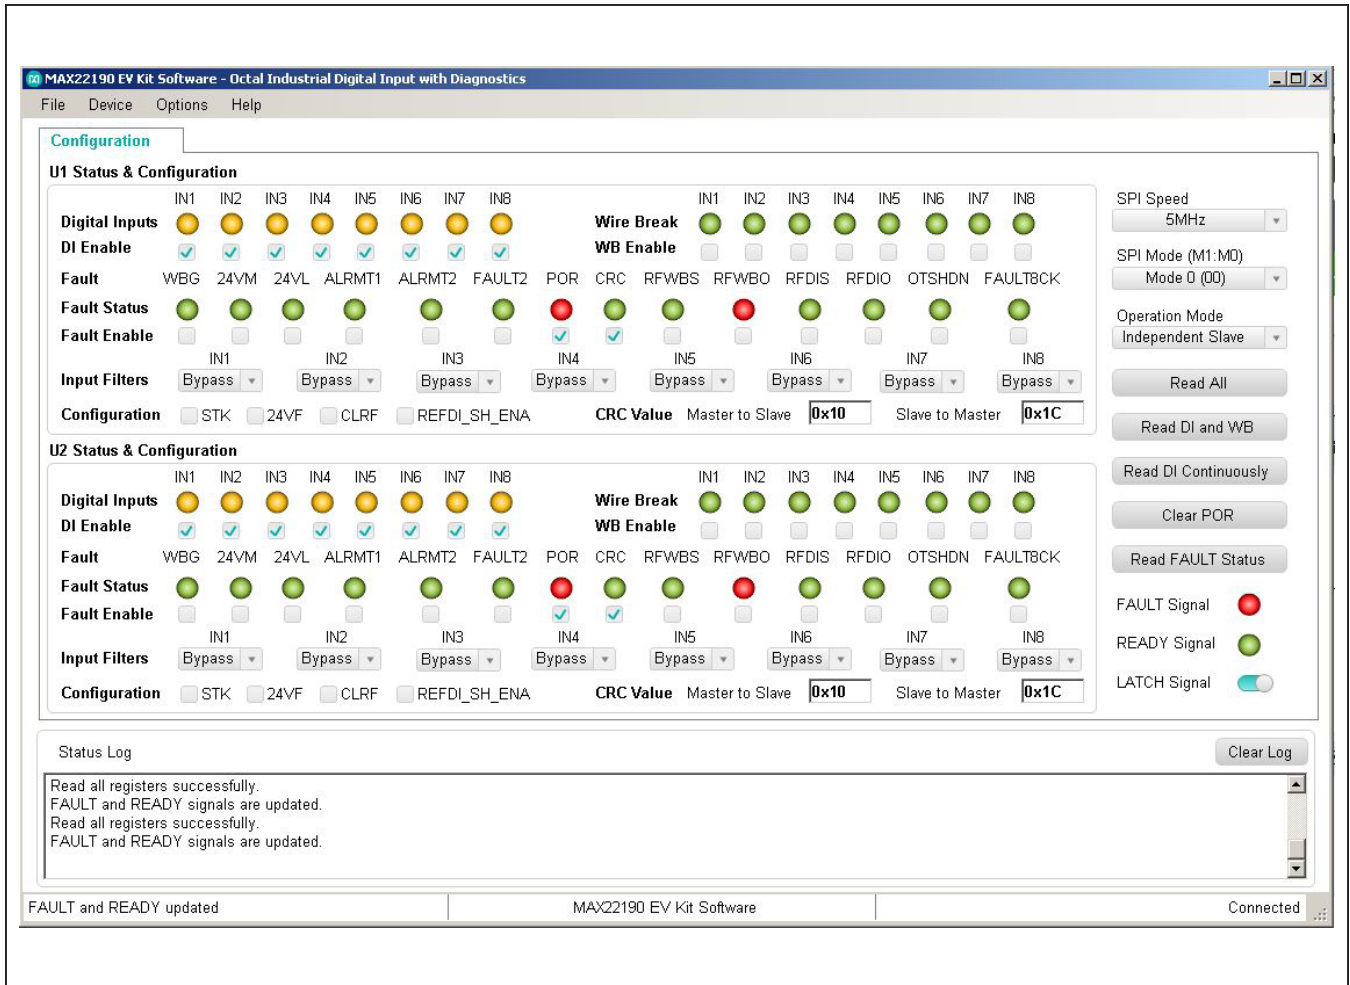 MAX22190 EV Kit Software - Octal Industrial Digital Input with Diagnostics
File Device Options Help
Configuration
U1 Status & Configuration
IN1 IN2 IN3 IN4 IN5 IN6 IN7 IN8 IN1 IN2 IN3 IN4 IN5 IN6 IN7 IN8
Digital Inputs Wire Break
DI Enable WB Enable
Fault WBG 24VM 24VL ALRMT1 ALRMT2 FAULT2 POR CRC RFWBS RFWBO RFDIS RFDIO OTSHDN FAULT8CK
Fault Status
Fault Enable
IN1 IN2 IN3 IN4 IN5 IN6 IN7 IN8
Input Filters Bypass Bypass Bypass Bypass Bypass Bypass Bypass Bypass
Configuration STK 24VF CLRF REFDI_SH_ENA CRC Value Master to Slave 0x10 Slave to Master 0x1C
U2 Status & Configuration
IN1 IN2 IN3 IN4 IN5 IN6 IN7 IN8 IN1 IN2 IN3 IN4 IN5 IN6 IN7 IN8
Digital Inputs Wire Break
DI Enable WB Enable
Fault WBG 24VM 24VL ALRMT1 ALRMT2 FAULT2 POR CRC RFWBS RFWBO RFDIS RFDIO OTSHDN FAULT8CK
Fault Status
Fault Enable
IN1 IN2 IN3 IN4 IN5 IN6 IN7 IN8
Input Filters Bypass Bypass Bypass Bypass Bypass Bypass Bypass Bypass
Configuration STK 24VF CLRF REFDI_SH_ENA CRC Value Master to Slave 0x10 Slave to Master 0x1C
SPI Speed
5MHz
SPI Mode (M1:M0)
Mode 0 (00)
Operation Mode
Independent Slave
Read All
Read DI and WB
Read DI Continuously
Clear POR
Read FAULT Status
FAULT Signal
READY Signal
LATCH Signal
Status Log
Clear Log
Read all registers successfully.
FAULT and READY signals are updated.
Read all registers successfully.
FAULT and READY signals are updated.
FAULT and READY updated MAX22190 EV Kit Software Connected